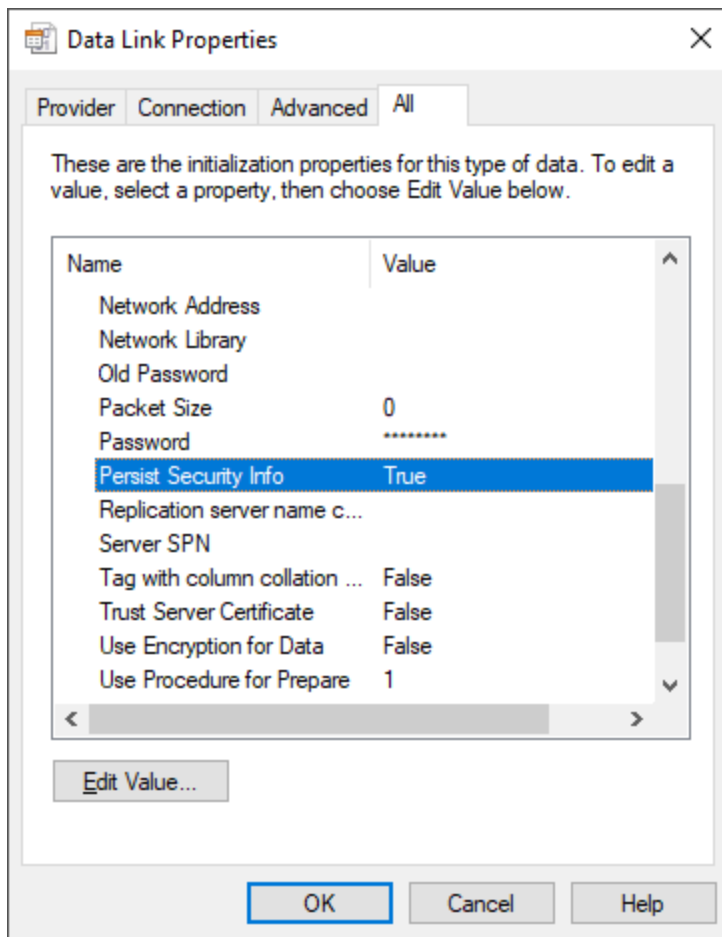 Data Link Properties
Provider Connection Advanced All
These are the initialization properties for this type of data. To edit a
value, select a property, then choose Edit Value below.
Name Value
Network Address
Network Library
Old Password
Packet Size 0
Password ********
Persist Security Info True
Replication server name c...
Server SPN
Tag with column collation ... False
Trust Server Certificate False
Use Encryption for Data False
Use Procedure for Prepare 1
Edit Value...
OK Cancel Help